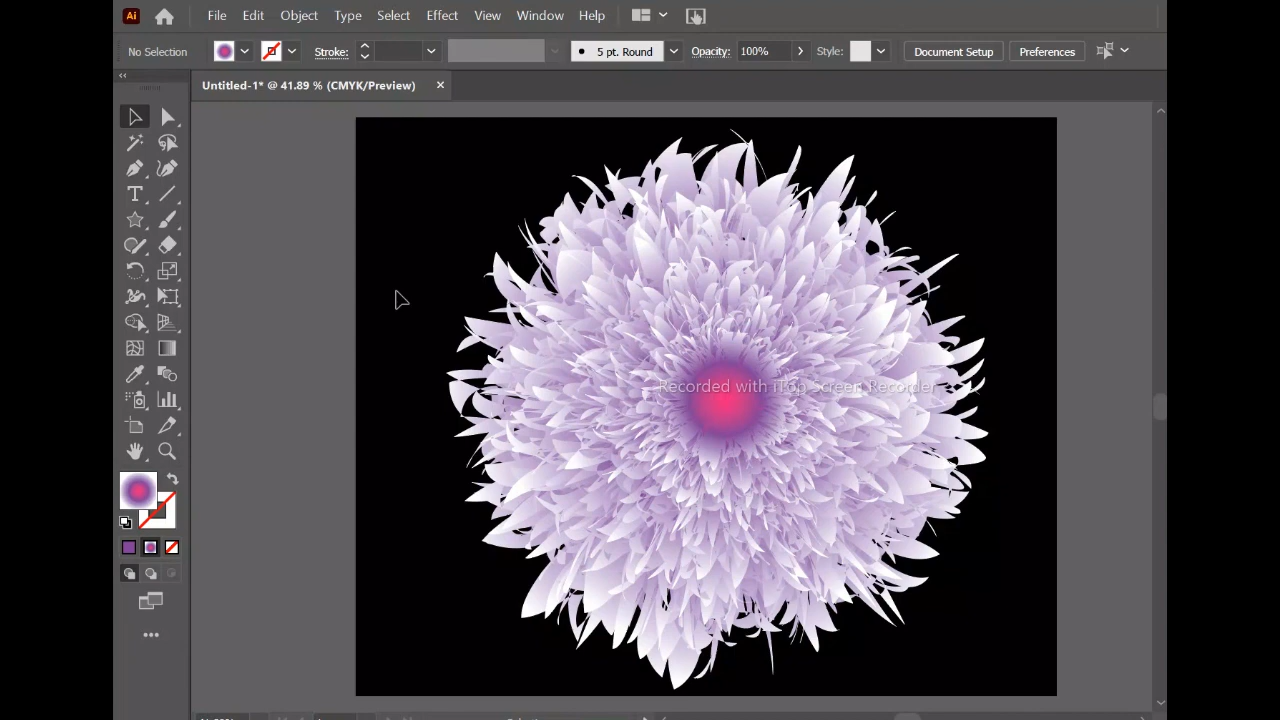 Ai File Edit Object Type Select Effect View Window Help
No Selection Stroke: 5 pt. Round Opacity: 100% Style: Document Setup Preferences
Untitled-1* @ 41.89 % (CMYK/Preview)
Recorded with iTop Screen Recorder